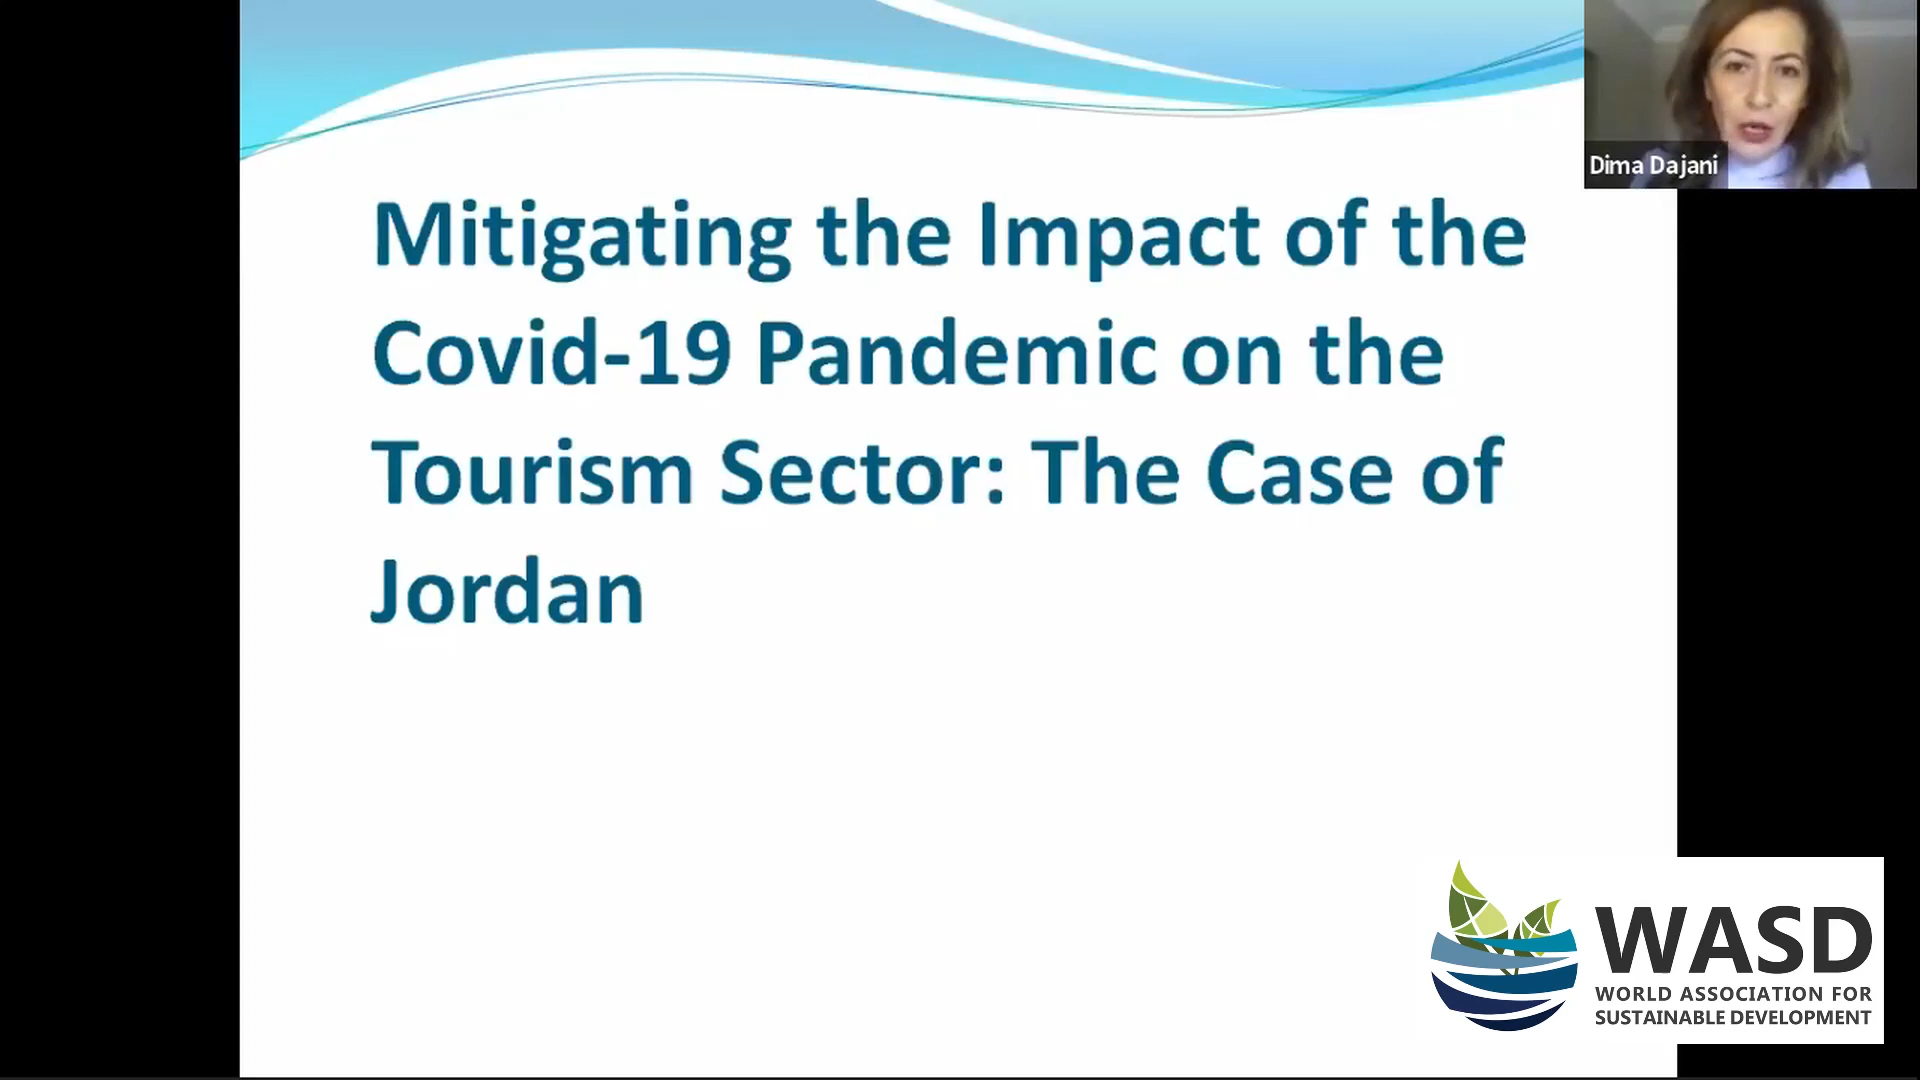 Dima Dajani
Mitigating the Impact of the
Covid-19 Pandemic on the
Tourism Sector: The Case of
Jordan
WASD
WORLD ASSOCIATION FOR
SUSTAINABLE DEVELOPMENT